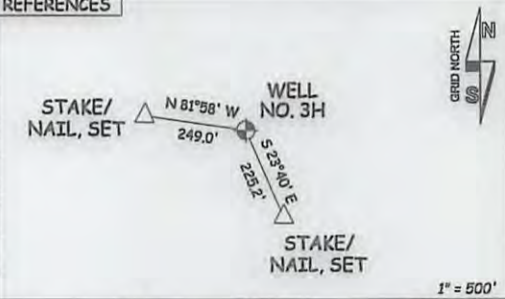 REFERENCES
N
GRID NORTH
S
WELL
NO. 3H
STAKE/
NAIL, SET
N 81°58' W
249.0'
S 23°40' E
225.2'
STAKE/
NAIL, SET
1" = 500'